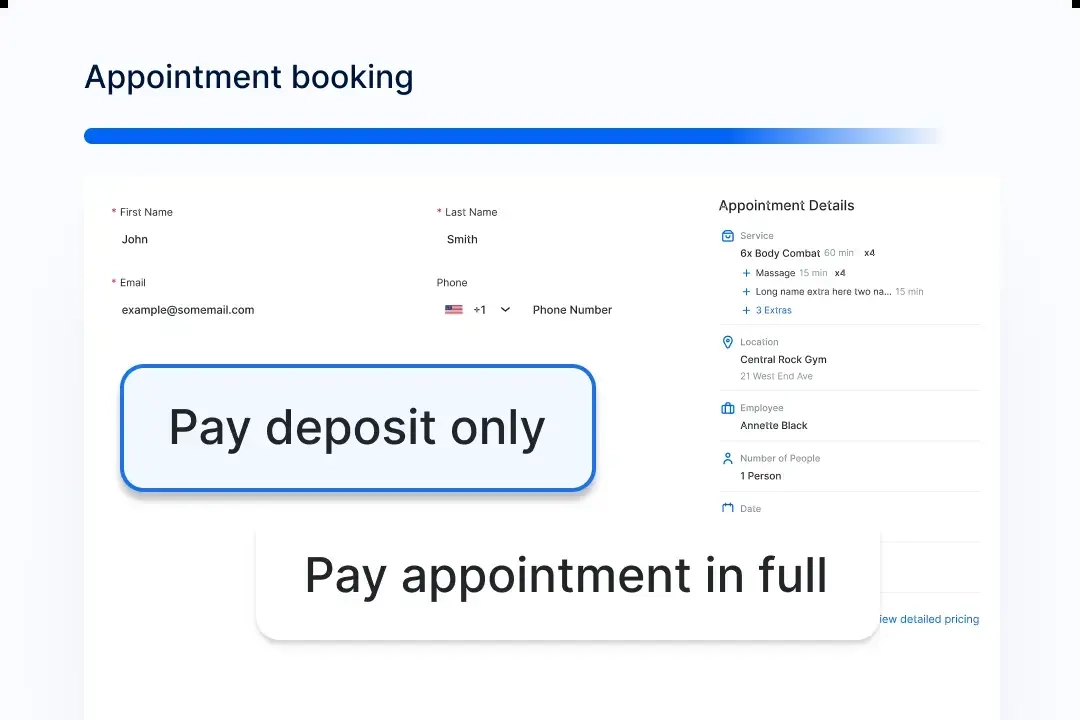 Appointment booking
* First Name
* Last Name
John
Smith
* Email
Phone
example@somemail.com
+1
Phone Number
Pay deposit only
Pay appointment in full
Appointment Details
Service
6x Body Combat 60 min x4
+ Massage 15 min x4
+ Long name extra here two na... 15 min
+ 3 Extras
Location
Central Rock Gym
21 West End Ave
Employee
Annette Black
Number of People
1 Person
Date
iew detailed pricing